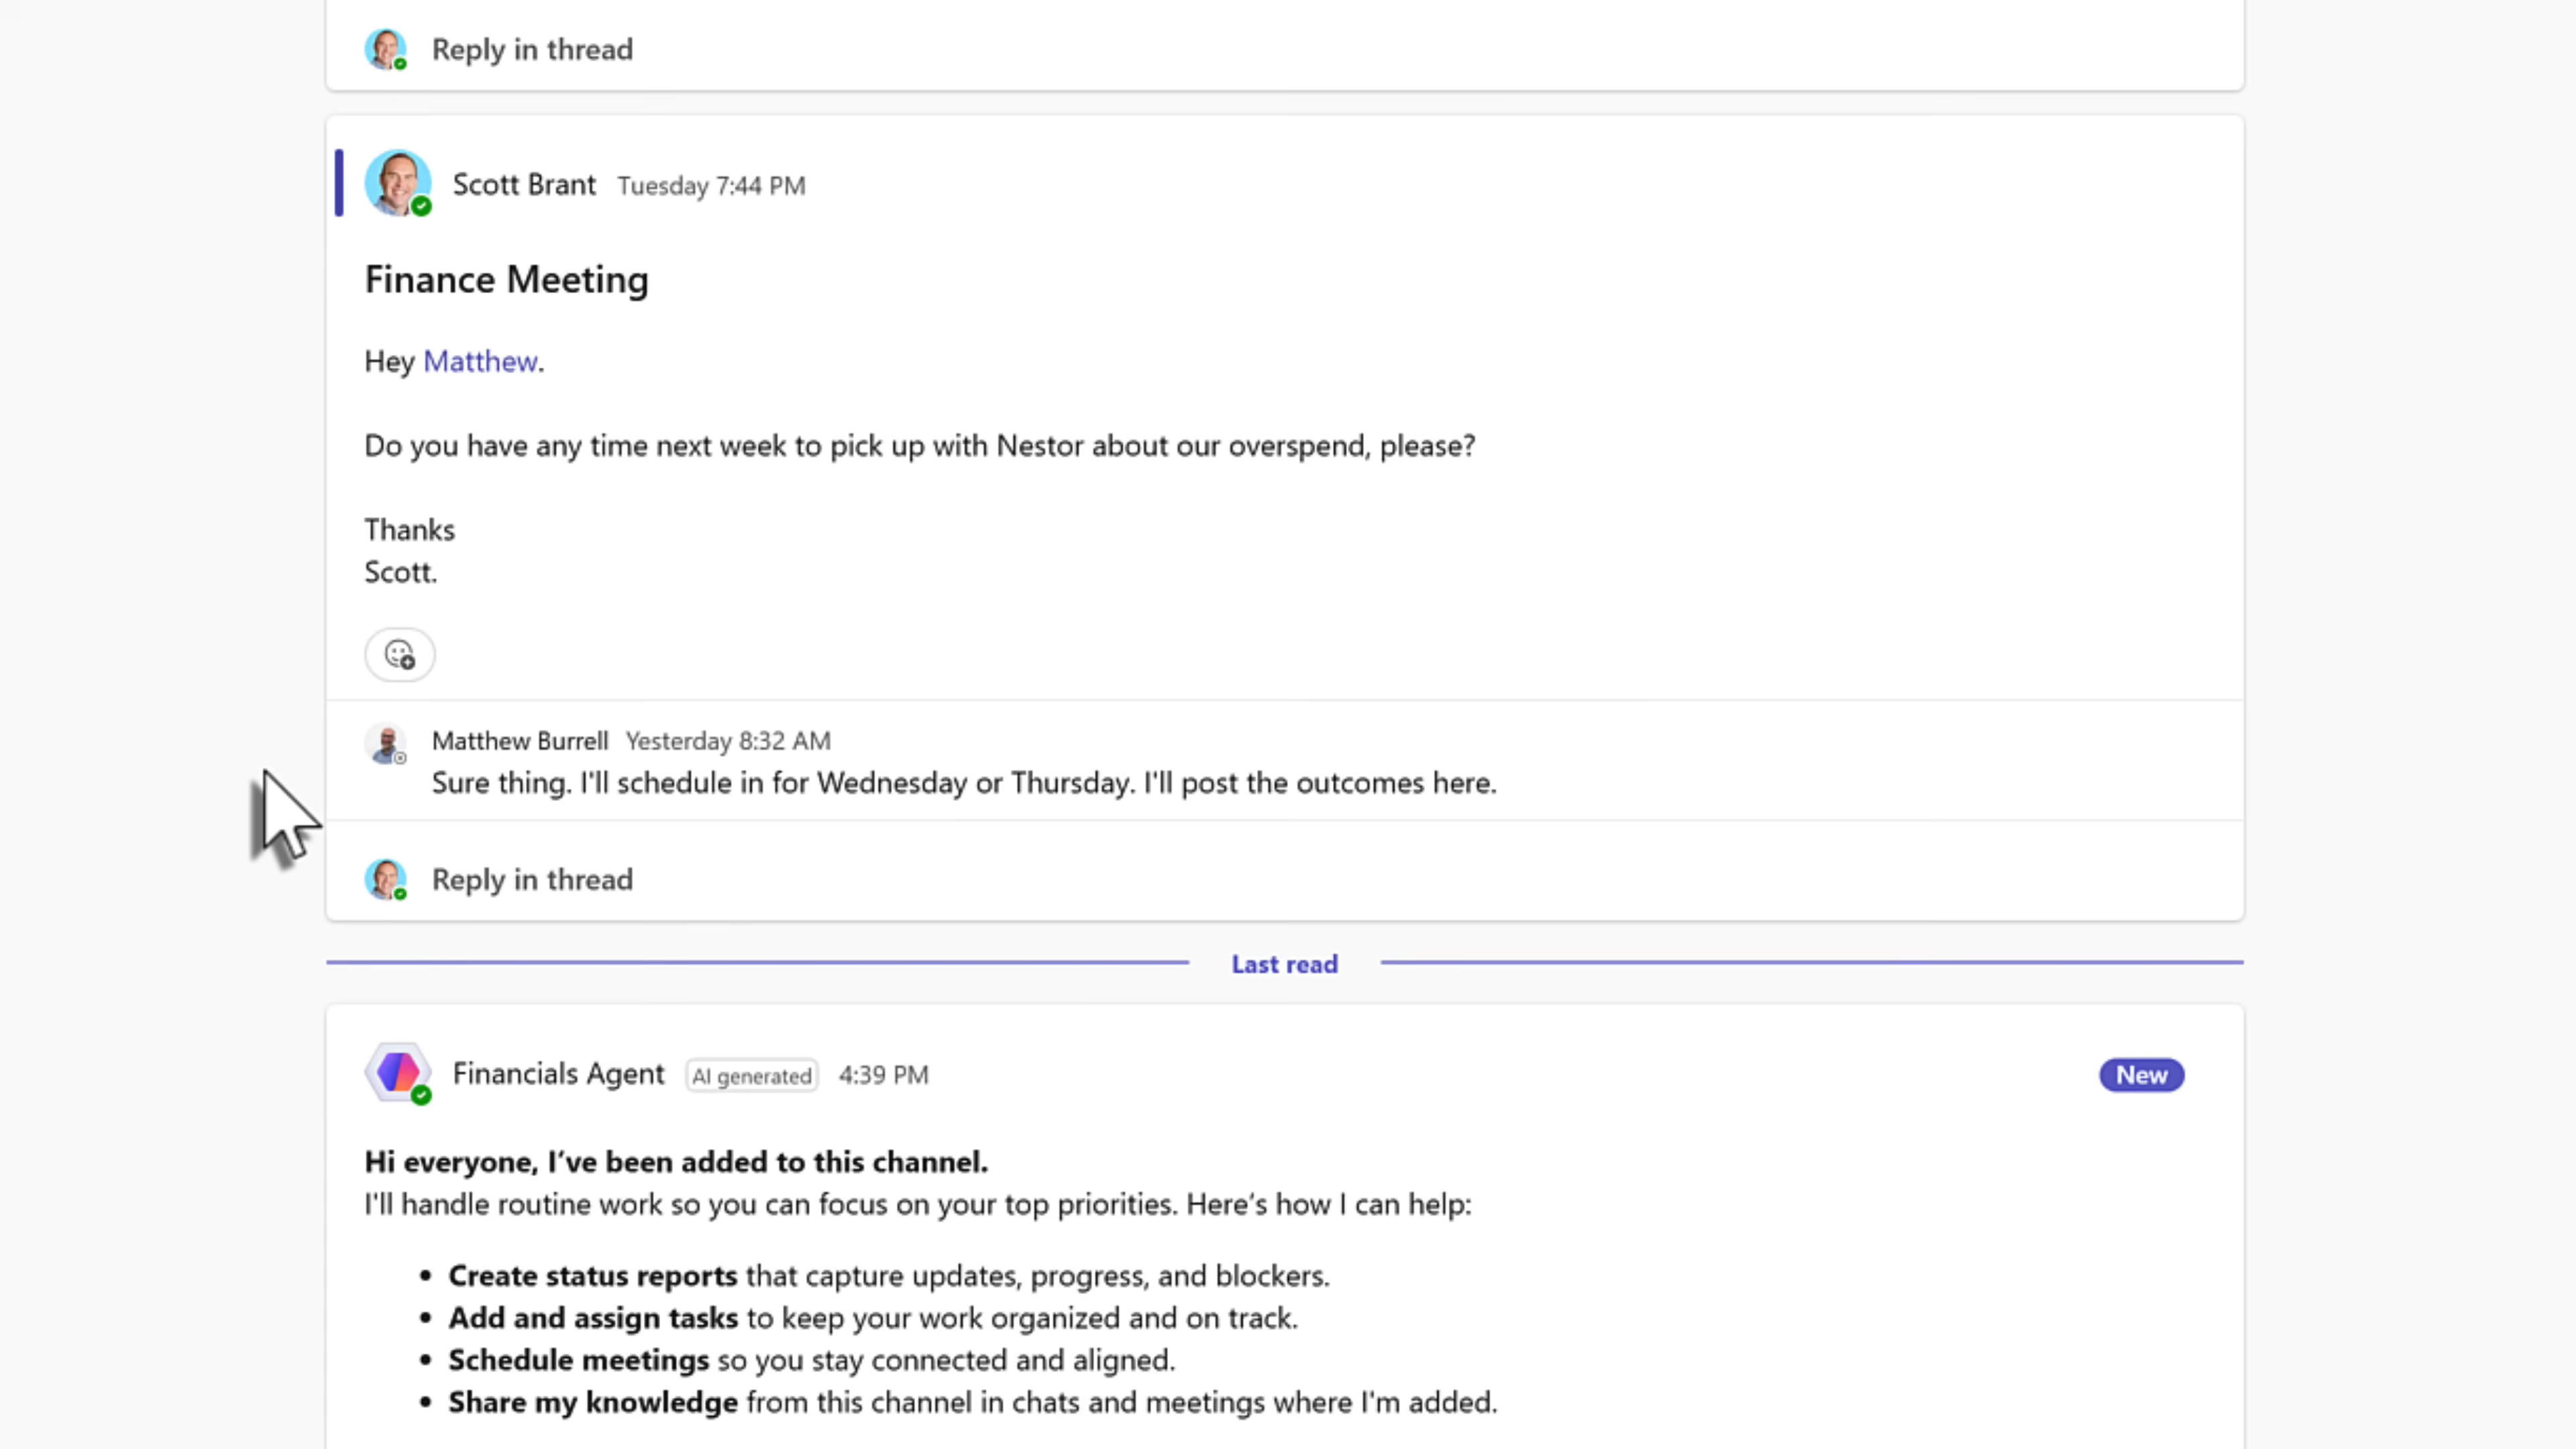 Reply in thread
Scott Brant Tuesday 7:44 PM
Finance Meeting
Hey Matthew.
Do you have any time next week to pick up with Nestor about our overspend, please?
Thanks
Scott.
Matthew Burrell Yesterday 8:32 AM
Sure thing. I'll schedule in for Wednesday or Thursday. I'll post the outcomes here.
Reply in thread
Last read
Financials Agent AI generated 4:39 PM New
Hi everyone, I’ve been added to this channel.
I'll handle routine work so you can focus on your top priorities. Here’s how I can help:
• Create status reports that capture updates, progress, and blockers.
• Add and assign tasks to keep your work organized and on track.
• Schedule meetings so you stay connected and aligned.
• Share my knowledge from this channel in chats and meetings where I'm added.